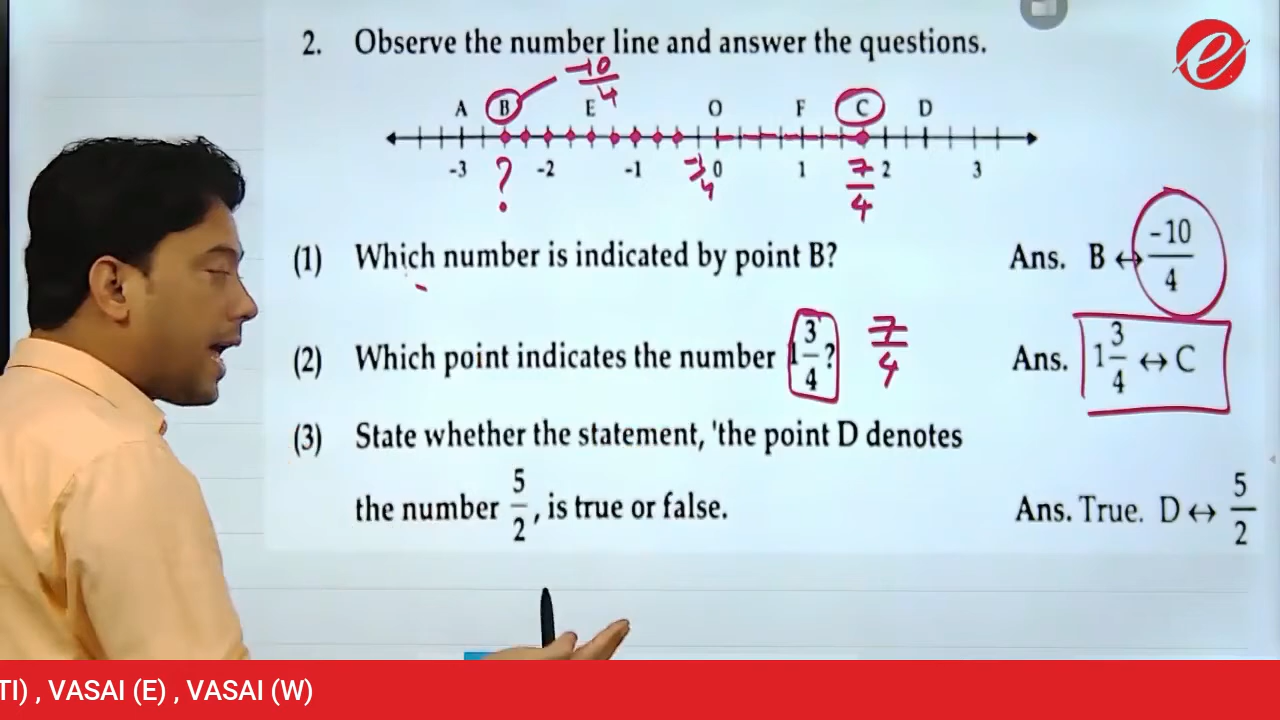 2. Observe the number line and answer the questions.
-10/4
A B E O F C D
-3 ? -2 -1 -1/4 0 1 7/4 2 3
(1) Which number is indicated by point B? Ans. B ↔ -10/4
(2) Which point indicates the number 1 3/4? 7/4 Ans. 1 3/4 ↔ C
(3) State whether the statement, 'the point D denotes
the number 5/2, is true or false. Ans. True. D ↔ 5/2
TI) , VASAI (E) , VASAI (W)